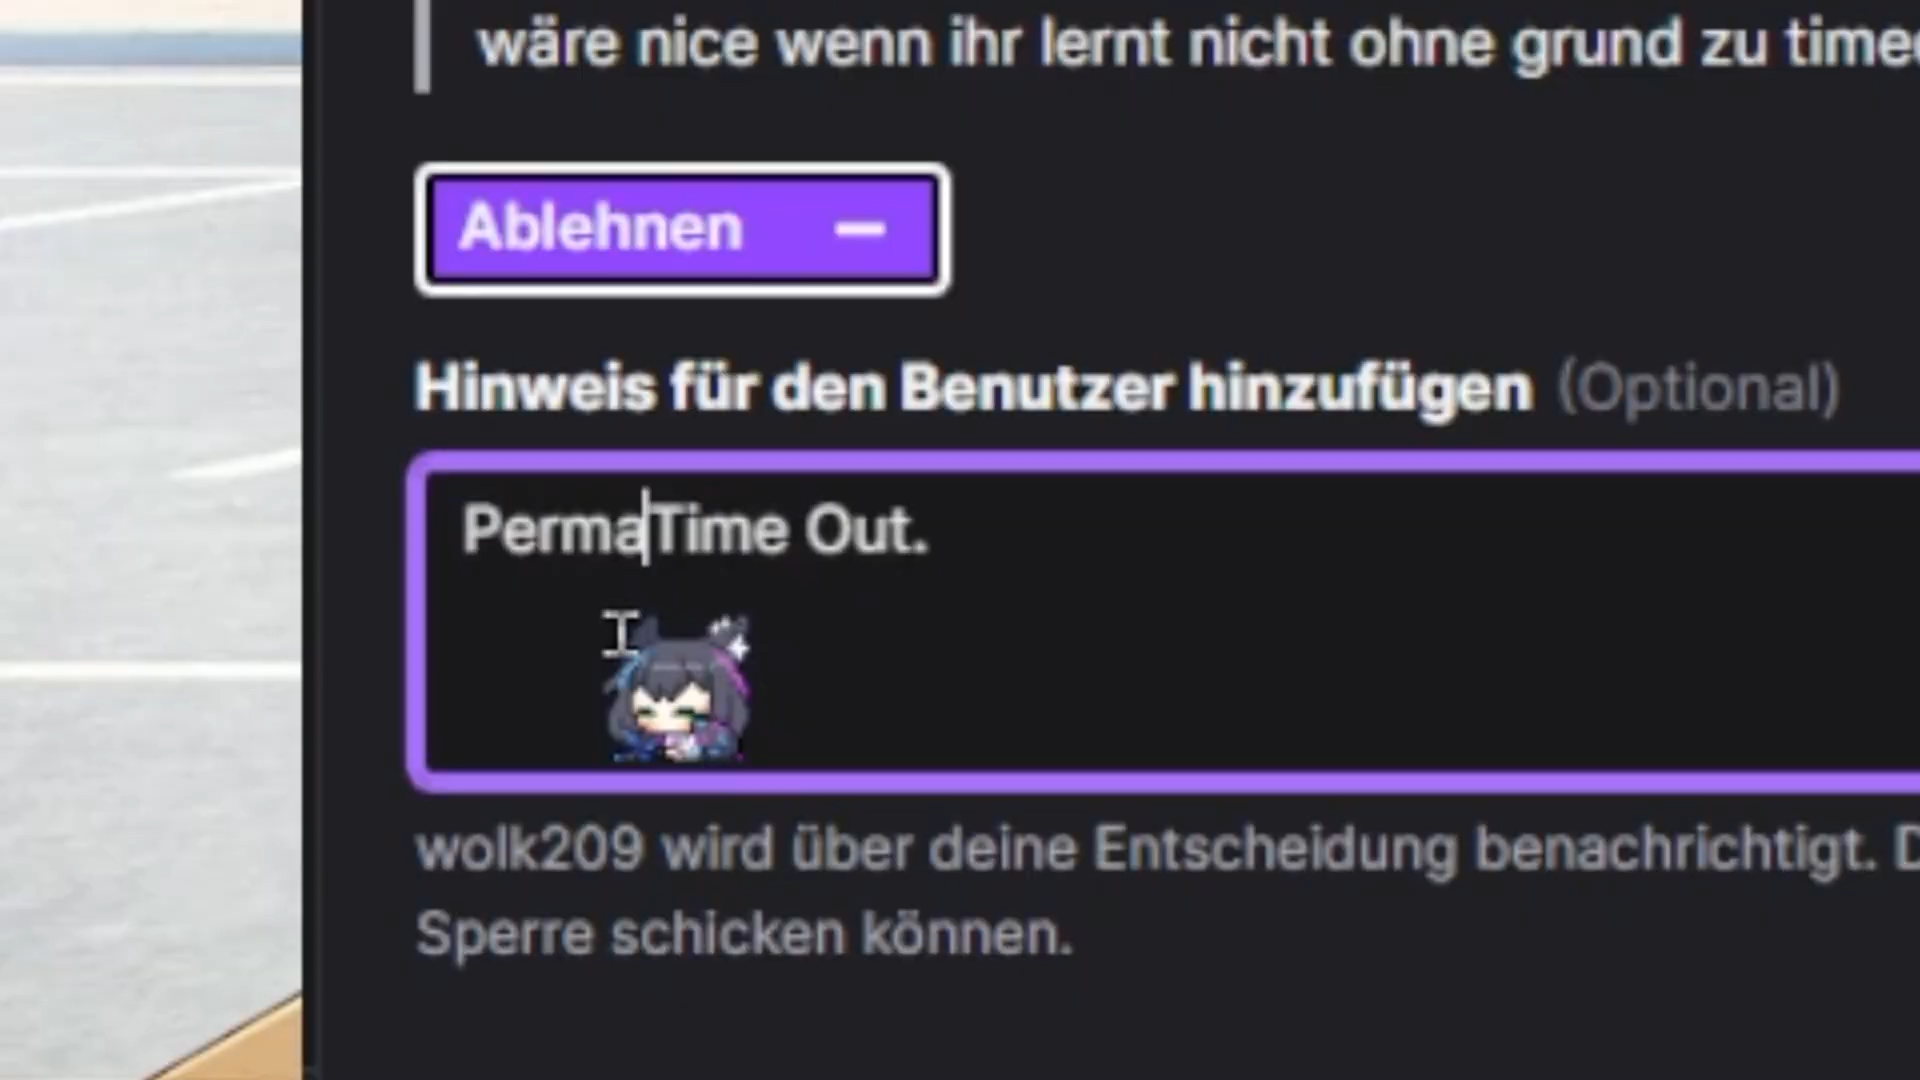 wäre nice wenn ihr lernt nicht ohne grund zu
Ablehnen
Hinweis für den Benutzer hinzufügen (Optional)
PermaTime Out.
wolk209 wird über deine Entscheidung benachrichtigt.
Sperre schicken können.